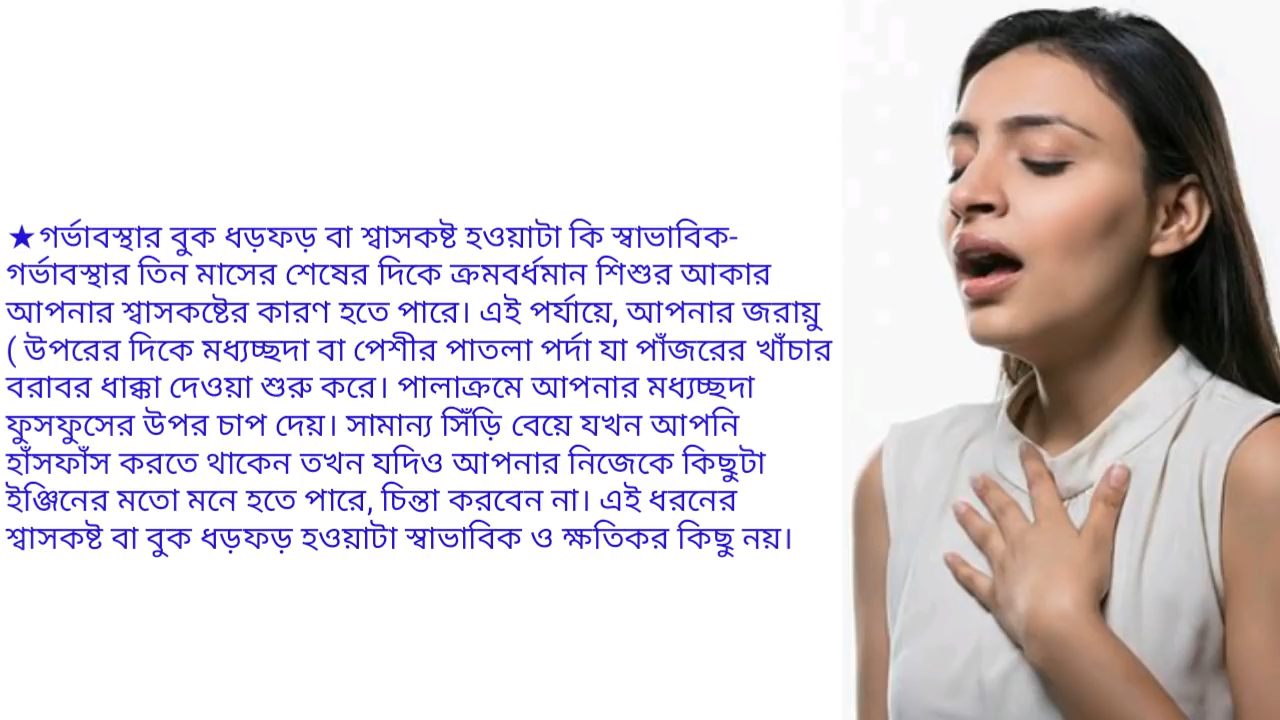 ★গর্ভাবস্থার বুক ধড়ফড় বা শ্বাসকষ্ট হওয়াটা কি স্বাভাবিক-
গর্ভাবস্থার তিন মাসের শেষের দিকে ক্রমবর্ধমান শিশুর আকার
আপনার শ্বাসকষ্টের কারণ হতে পারে। এই পর্যায়ে, আপনার জরায়ু
( উপরের দিকে মধ্যচ্ছদা বা পেশীর পাতলা পর্দা যা পাঁজরের খাঁচার
বরাবর ধাক্কা দেওয়া শুরু করে। পালাক্রমে আপনার মধ্যচ্ছদা
ফুসফুসের উপর চাপ দেয়। সামান্য সিঁড়ি বেয়ে যখন আপনি
হাঁসফাঁস করতে থাকেন তখন যদিও আপনার নিজেকে কিছুটা
ইঞ্জিনের মতো মনে হতে পারে, চিন্তা করবেন না। এই ধরনের
শ্বাসকষ্ট বা বুক ধড়ফড় হওয়াটা স্বাভাবিক ও ক্ষতিকর কিছু নয়।